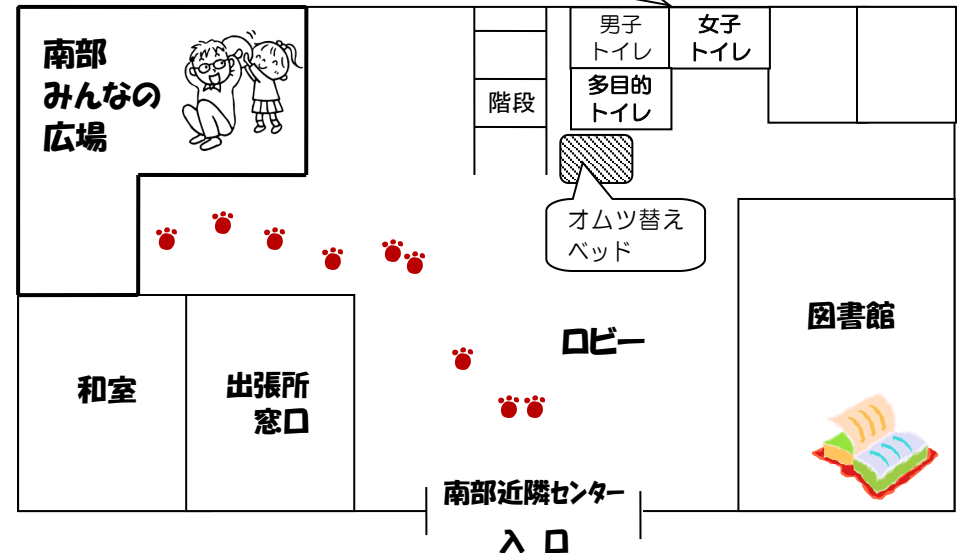 南部
みんなの
広場
階段
男子
トイレ
女子
トイレ
多目的
トイレ
オムツ替え
ベッド
図書館
ロビー
和室
出張所
窓口
南部近隣センター
入 口